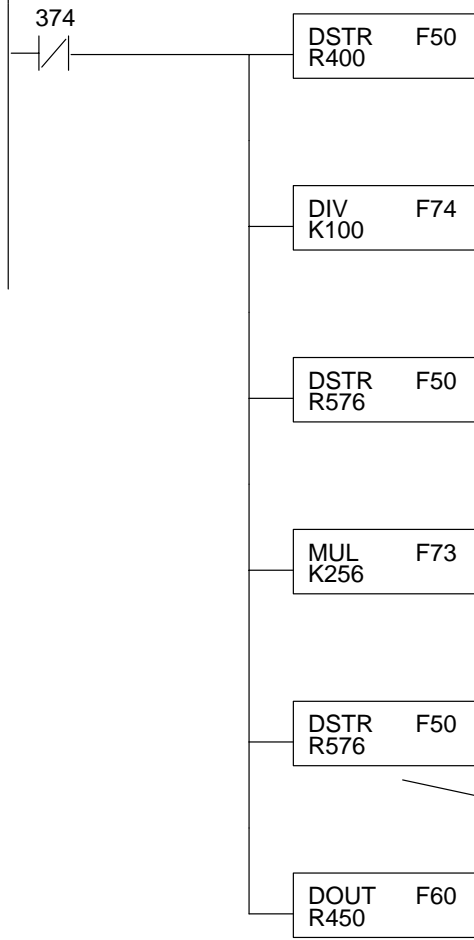 374
DSTR F50
R400
DIV F74
K100
DSTR F50
R576
MUL F73
K256
DSTR F50
R576
DOUT F60
R450